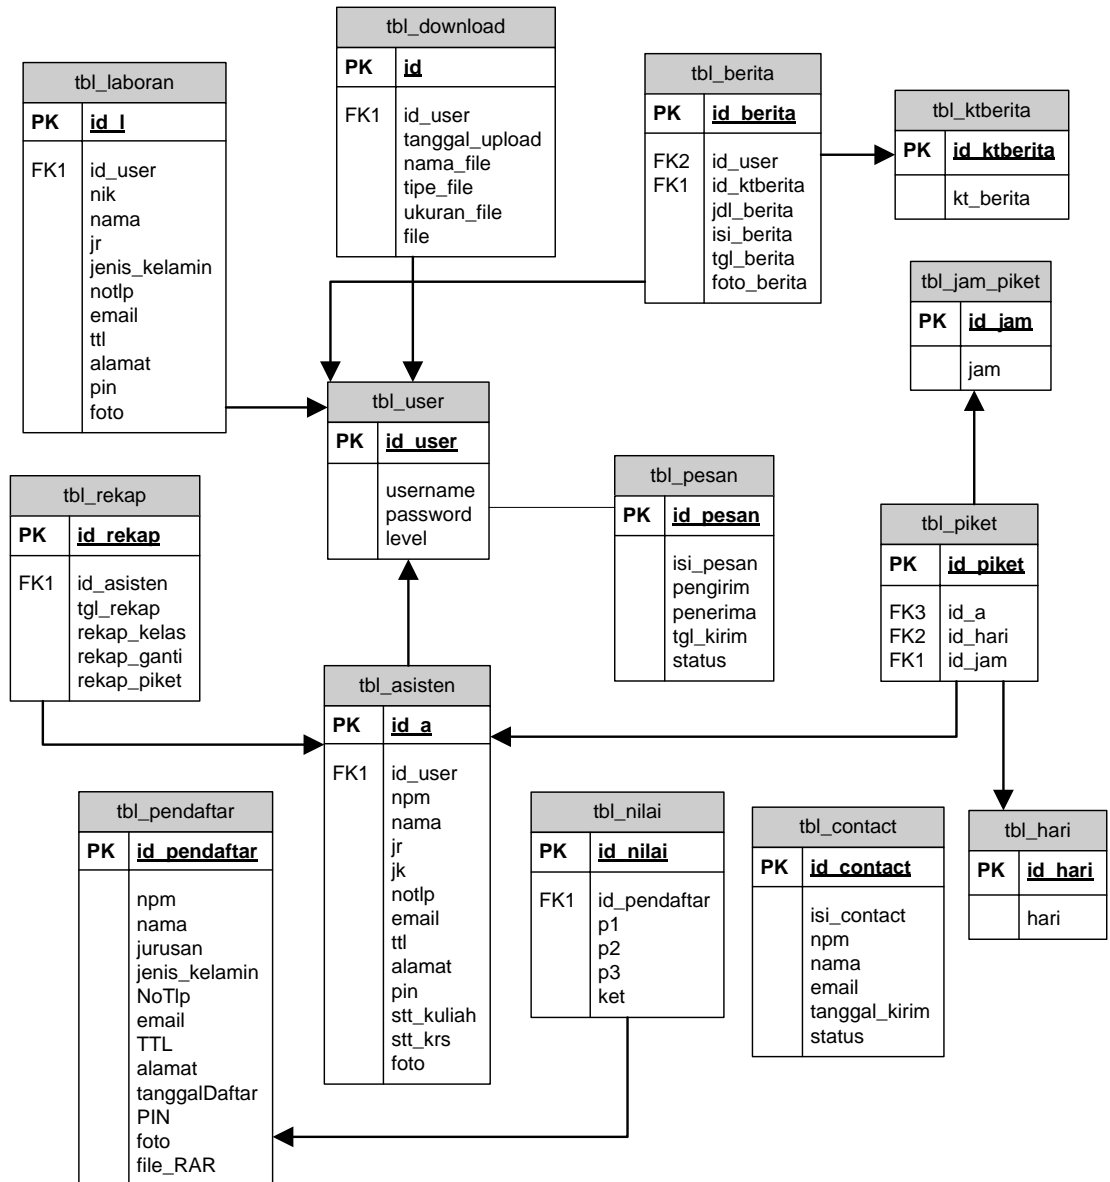 tbl_download
PK id
FK1 id_user
tanggal_upload
nama_file
tipe_file
ukuran_file
file
tbl_laboran
PK id_l
FK1 id_user
nik
nama
jr
jenis_kelamin
notlp
email
ttl
alamat
pin
foto
tbl_berita
PK id_berita
FK2 id_user
FK1 id_ktberita
jdl_berita
isi_berita
tgl_berita
foto_berita
tbl_ktberita
PK id_ktberita
kt_berita
tbl_jam_piket
PK id_jam
jam
tbl_user
PK id_user
username
password
level
tbl_pesan
PK id_pesan
isi_pesan
pengirim
penerima
tgl_kirim
status
tbl_rekap
PK id_rekap
FK1 id_asisten
tgl_rekap
rekap_kelas
rekap_ganti
rekap_piket
tbl_piket
PK id_piket
FK3 id_a
FK2 id_hari
FK1 id_jam
tbl_asisten
PK id_a
FK1 id_user
npm
nama
jr
jk
notlp
email
ttl
alamat
pin
stt_kuliah
stt_krs
foto
tbl_pendaftar
PK id_pendaftar
npm
nama
jurusan
jenis_kelamin
NoTlp
email
TTL
alamat
tanggalDaftar
PIN
foto
file_RAR
tbl_nilai
PK id_nilai
FK1 id_pendaftar
p1
p2
p3
ket
tbl_contact
PK id_contact
isi_contact
npm
nama
email
tanggal_kirim
status
tbl_hari
PK id_hari
hari